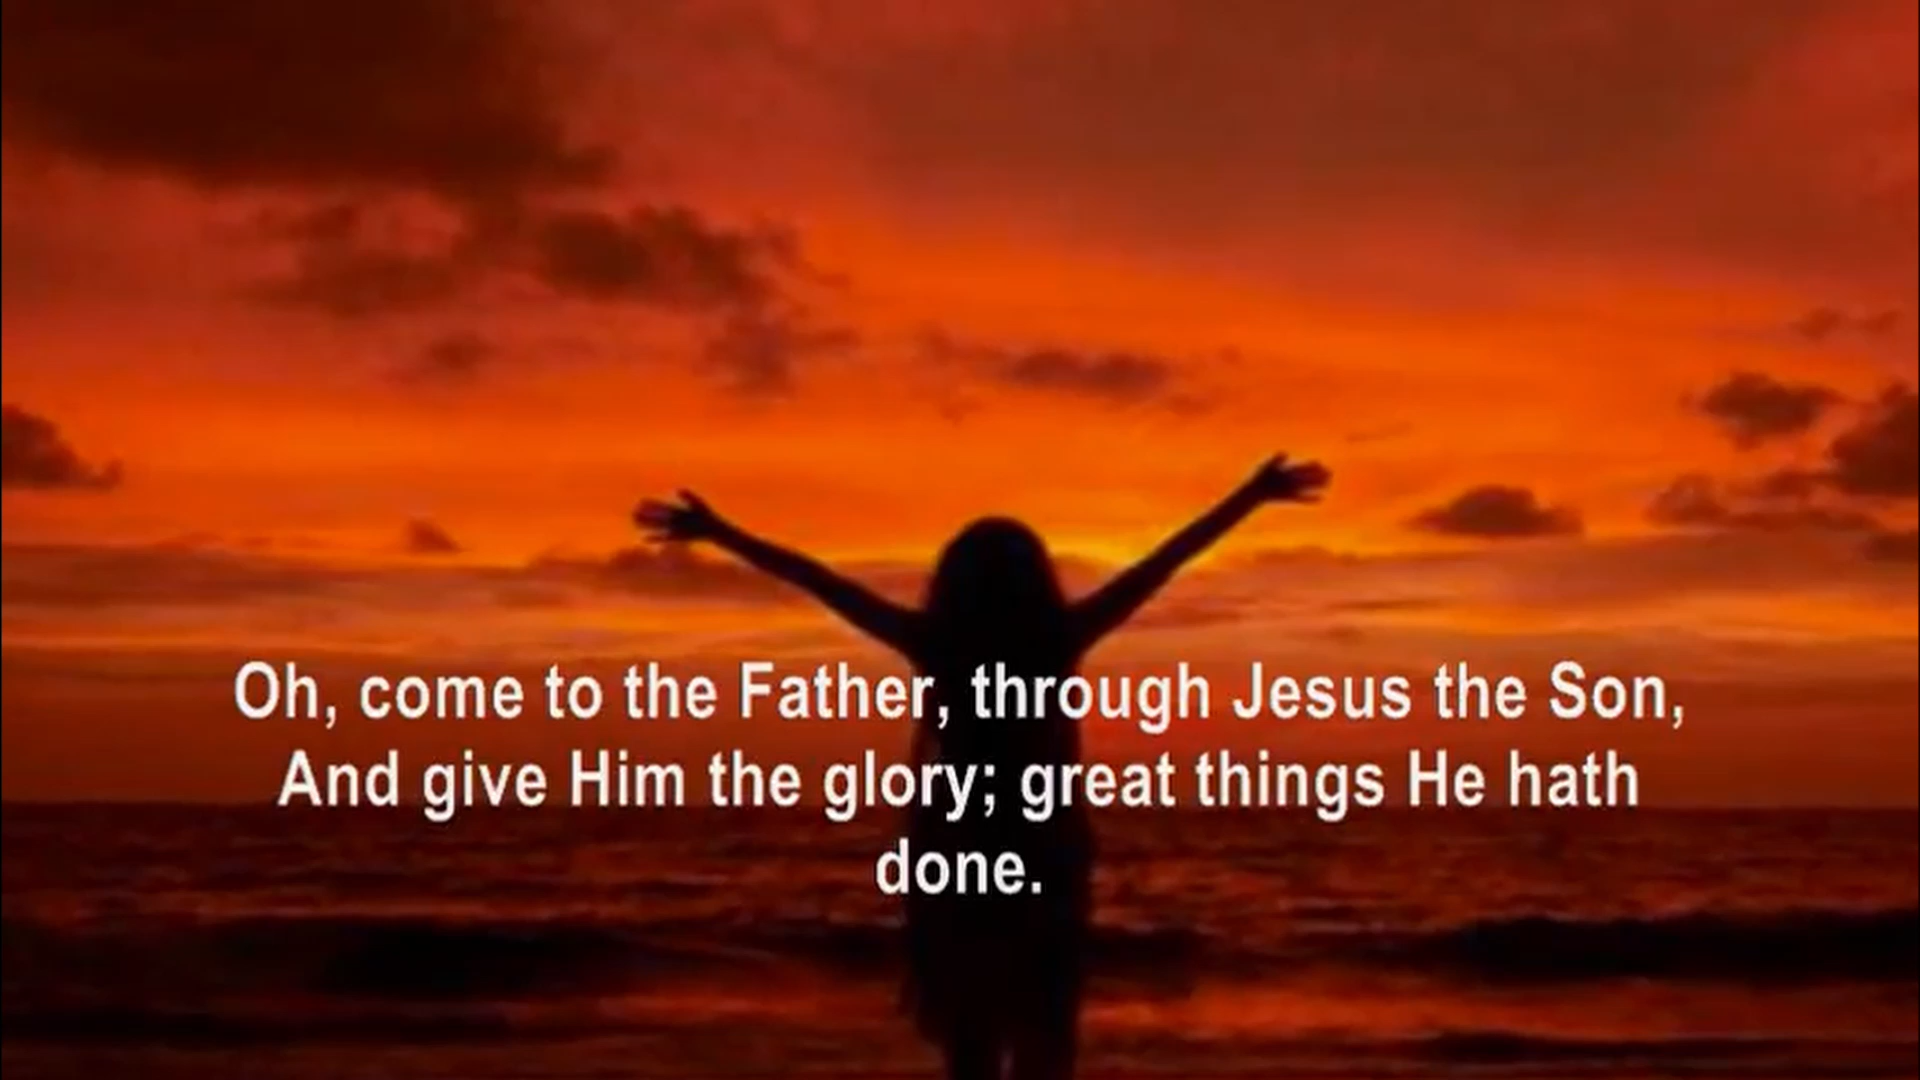 Oh, come to the Father, through Jesus the Son,
And give Him the glory; great things He hath
done.